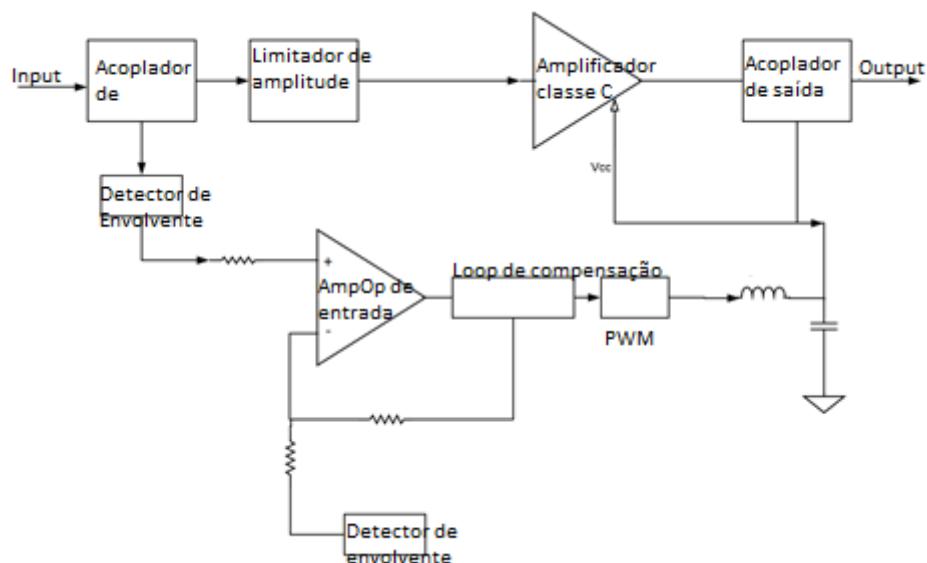 Input
Acoplador
de
Limitador de
amplitude
Amplificador
classe C
Acoplador
de saída
Output
Vcc
Detector de
Envolvente
+
AmpOp de
entrada
-
Loop de compensação
PWM
Detector de
envolvente